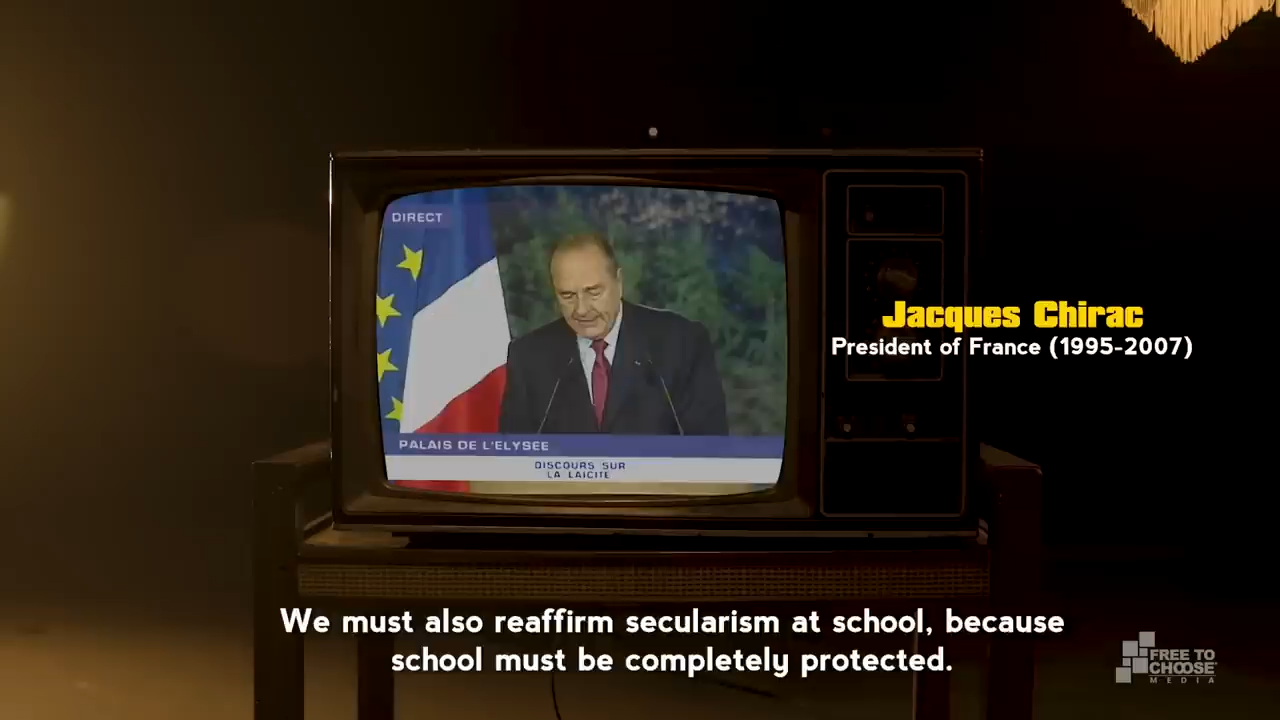 DIRECT
PALAIS DE L'ELYSEE
DISCOURS SUR
LA LAICITE
Jacques Chirac
President of France (1995-2007)
We must also reaffirm secularism at school, because
school must be completely protected.
FREE TO
CHOOSE
MEDIA